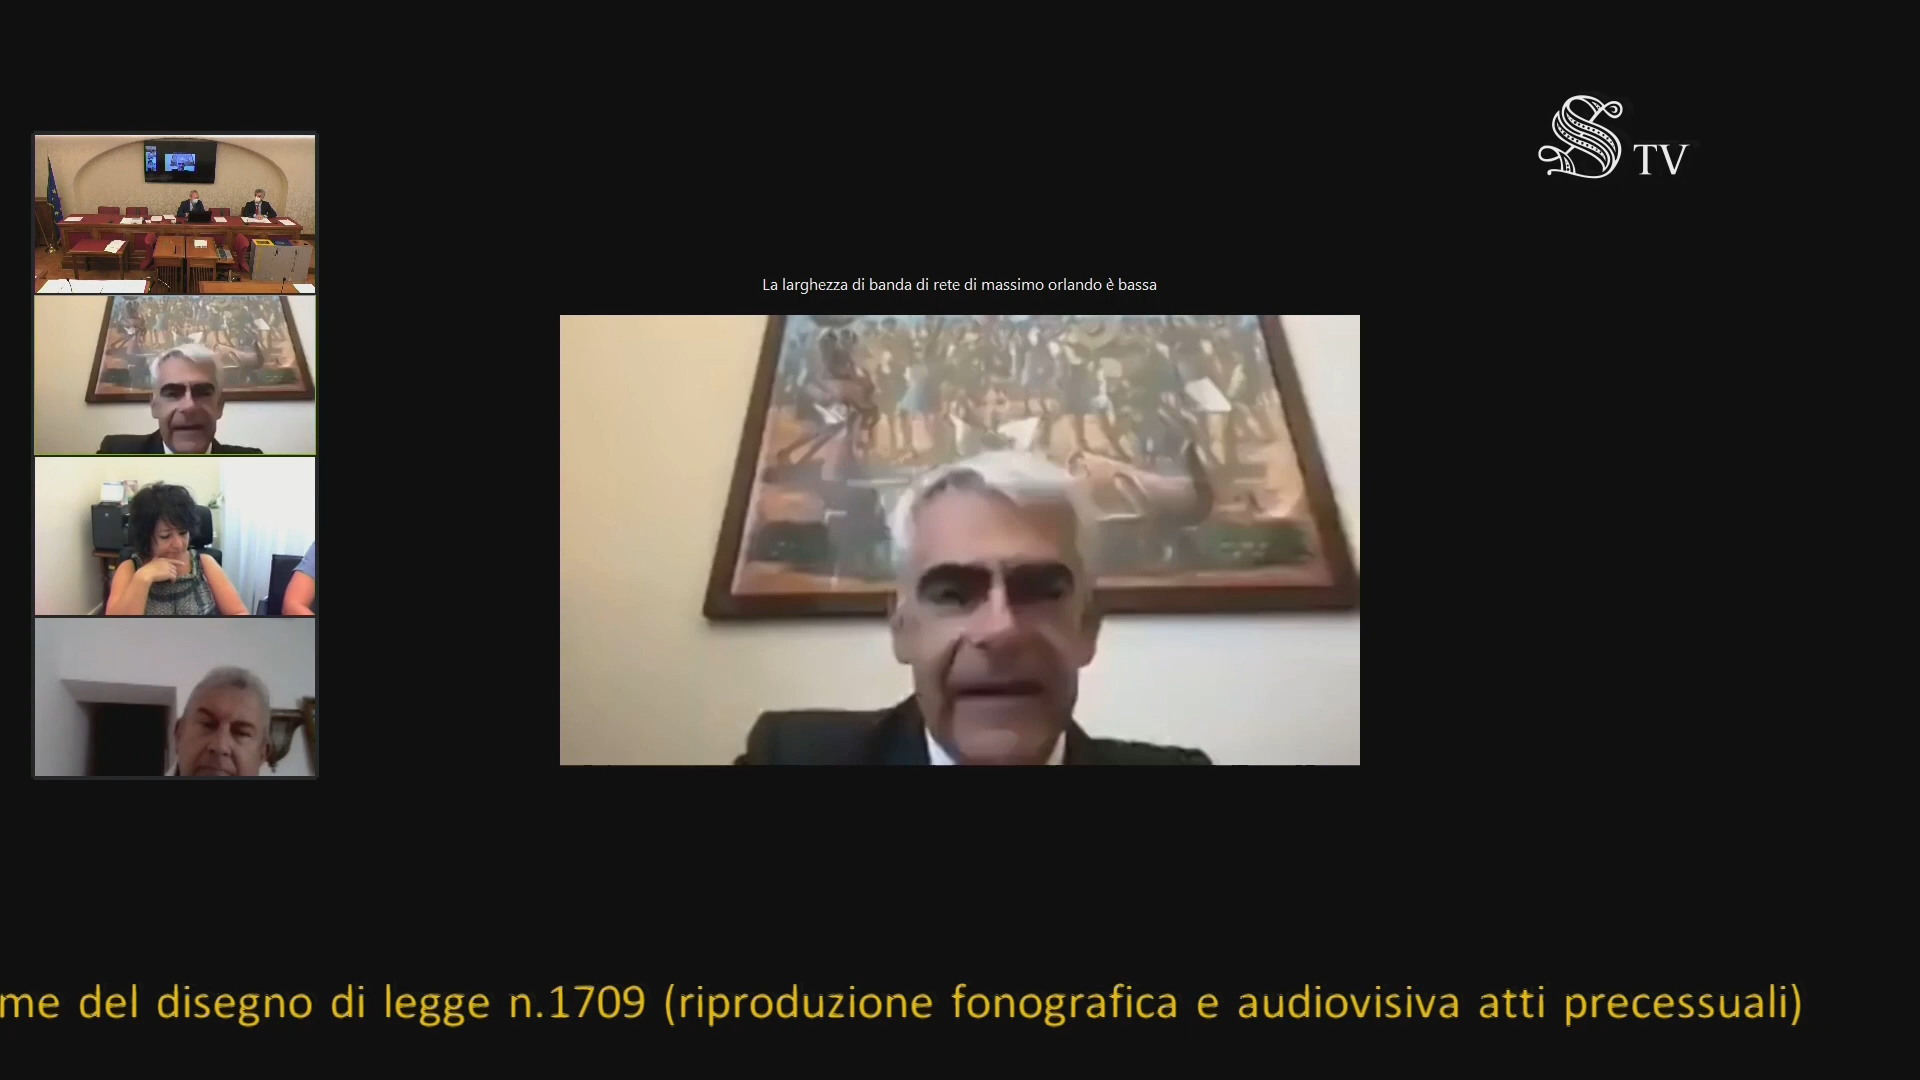 TV
La larghezza di banda di rete di massimo orlando è bassa
me del disegno di legge n.1709 (riproduzione fonografica e audiovisiva atti precessuali)